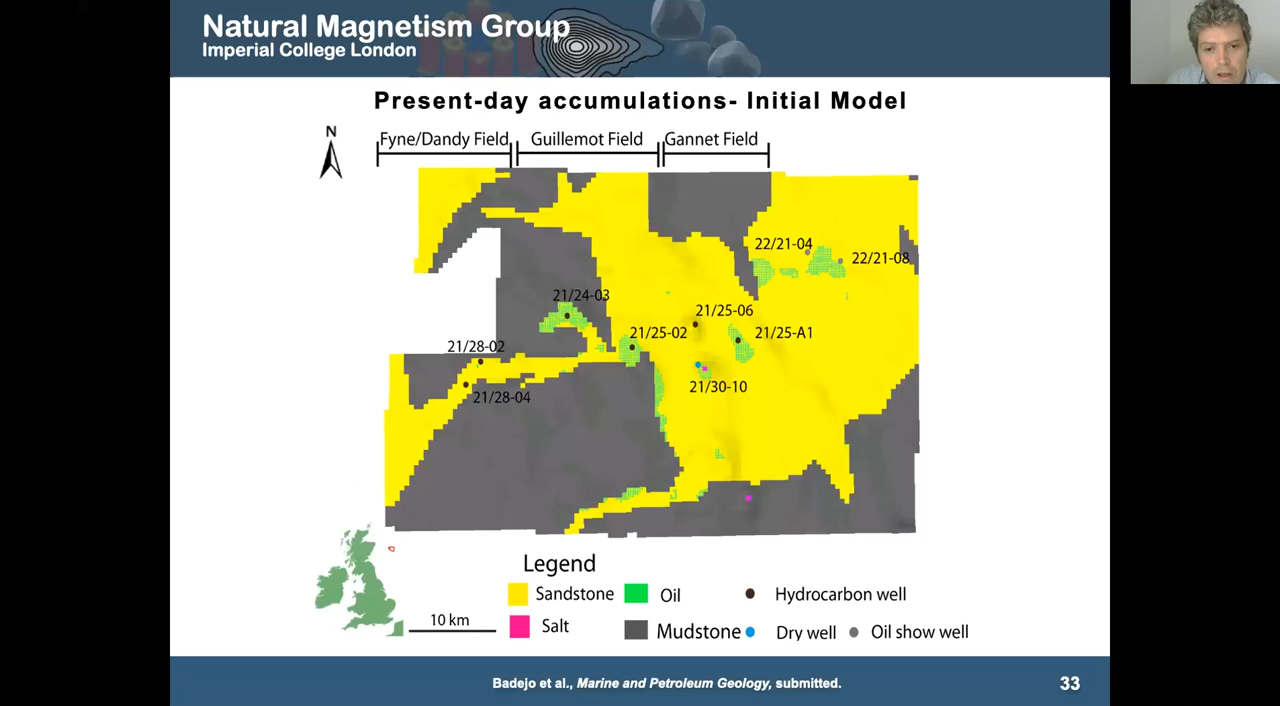 Natural Magnetism Group
Imperial College London
Present-day accumulations- Initial Model
N
Fyne/Dandy Field Guillemot Field Gannet Field
22/21-04
22/21-08
21/24-03
21/25-06
21/25-02
21/25-A1
21/28-02
21/30-10
21/28-04
Legend
Sandstone Oil Hydrocarbon well
10 km
Salt Mudstone Dry well Oil show well
Badejo et al., Marine and Petroleum Geology, submitted.
33